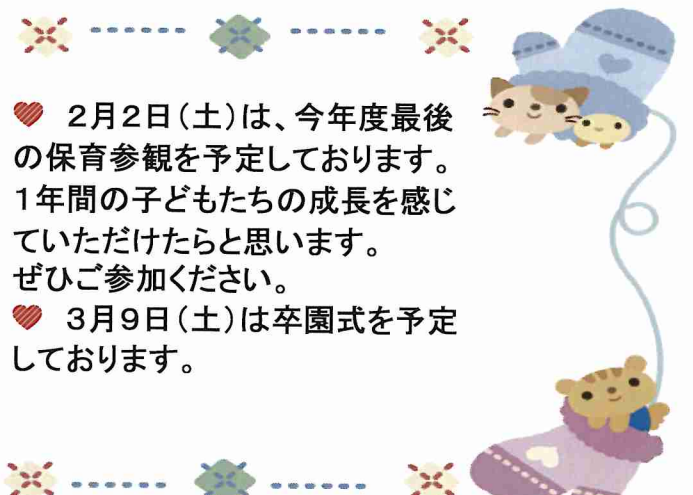 2月2日(土)は、今年度最後
の保育参観を予定しております。
1年間の子どもたちの成長を感じ
ていただけたらと思います。
ぜひご参加ください。
3月9日(土)は卒園式を予定
しております。